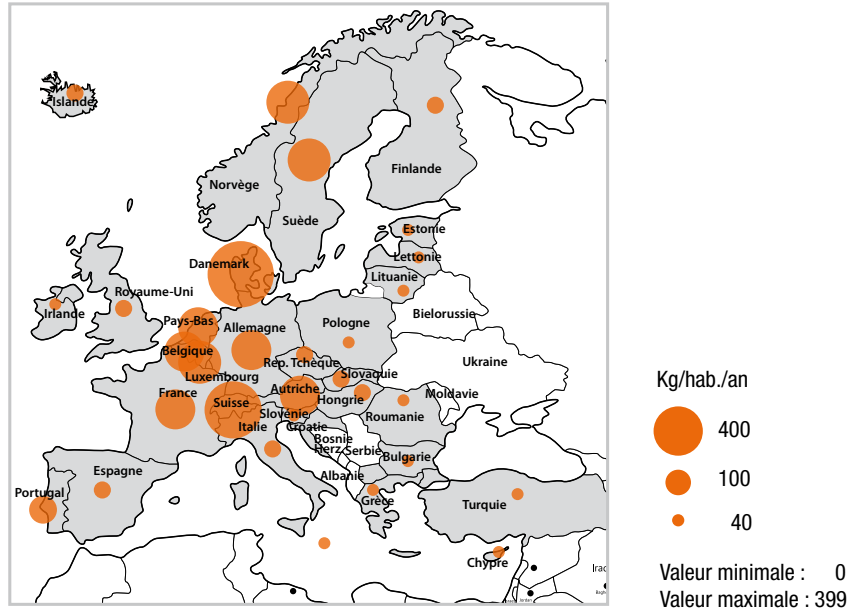 Islande
Finlande
Norvège
Suède
Estonie
Lettonie
Lituanie
Danemark
Bielorussie
Royaume-Uni
Irlande
Pays-Bas
Allemagne
Pologne
Belgique
Rép. Tchèque
Ukraine
Luxembourg
Slovaquie
France
Suisse
Autriche
Hongrie
Moldavie
Slovénie
Roumanie
Italie
Croatie
Bosnie
Herz.
Serbie
Bulgarie
Albanie
Espagne
Portugal
Grèce
Turquie
Chypre
Irac
Kg/hab./an
400
100
40
Valeur minimale : 0
Valeur maximale : 399